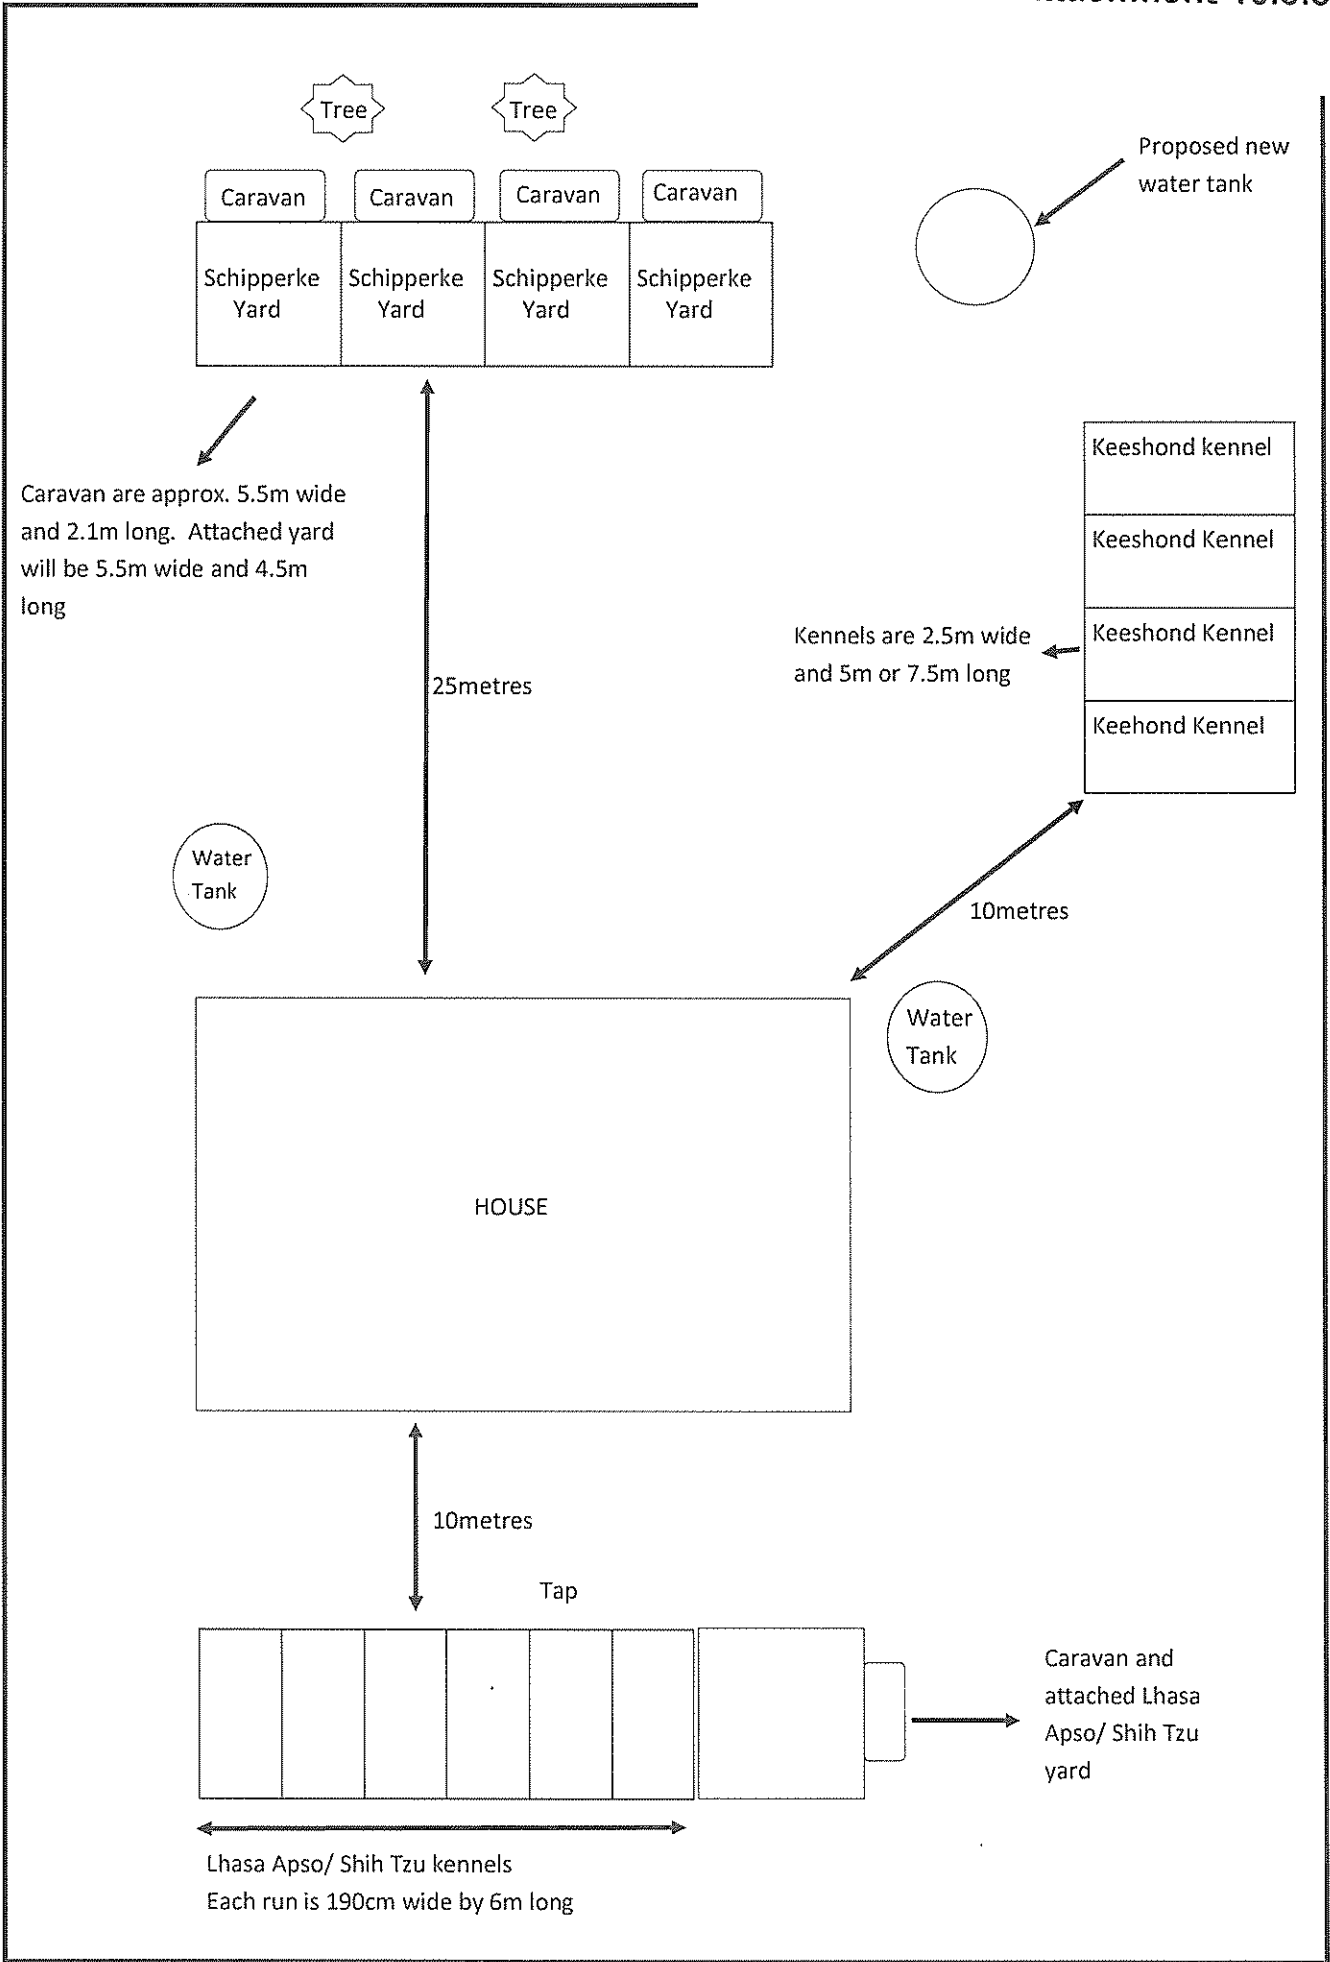 Tree
Tree
Proposed new
water tank
Caravan
Caravan
Caravan
Caravan
Schipperke
Yard
Schipperke
Yard
Schipperke
Yard
Schipperke
Yard
Caravan are approx. 5.5m wide
and 2.1m long. Attached yard
will be 5.5m wide and 4.5m
long
25metres
Keeshond kennel
Keeshond Kennel
Keeshond Kennel
Keehond Kennel
Kennels are 2.5m wide
and 5m or 7.5m long
Water
Tank
10metres
Water
Tank
HOUSE
10metres
Tap
Caravan and
attached Lhasa
Apso/ Shih Tzu
yard
Lhasa Apso/ Shih Tzu kennels
Each run is 190cm wide by 6m long